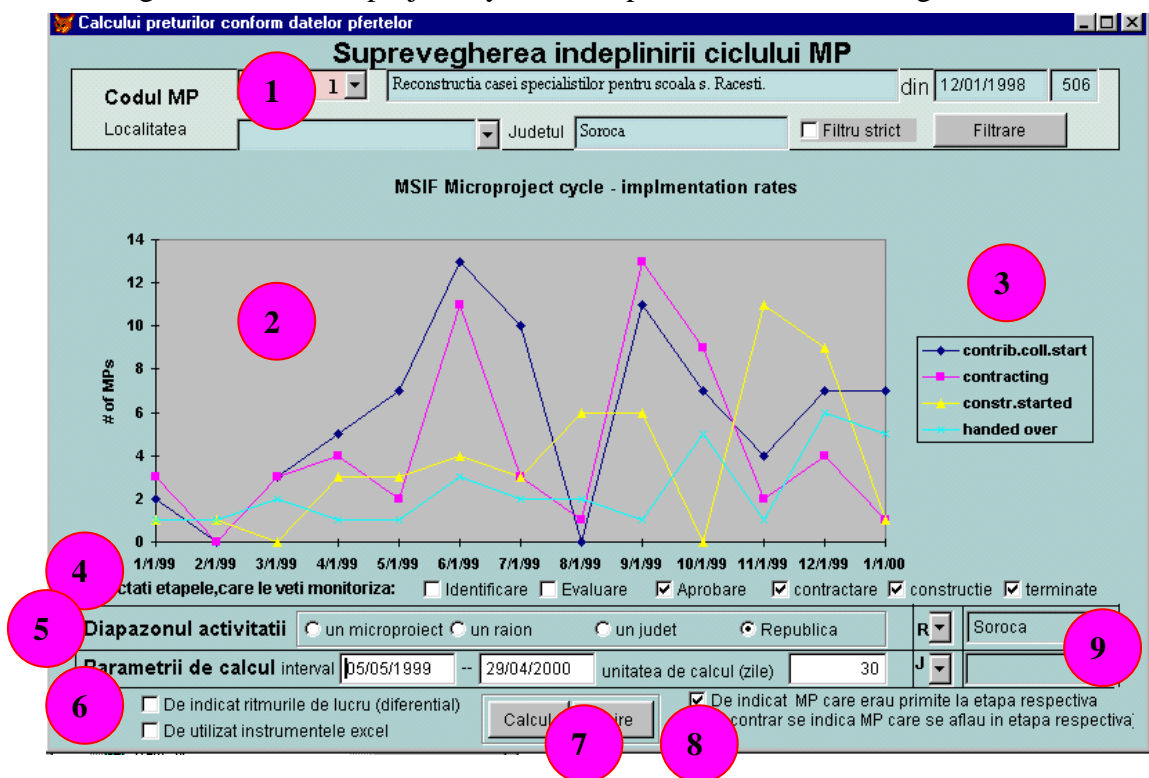 Calcului preturilor conform datelor pfertelor
Suprevegherea indeplinirii ciclului MP
Codul MP 1 1 Reconstructia casei specialistilor pentru scoala s. Racesti. din 12/01/1998 506
Localitatea Judetul Soroca Filtru strict Filtrare
MSIF Microproject cycle - implmentation rates
14
12
10
8
6
4
2
0
# of MPs
2
3
contrib.coll.start
contracting
constr.started
handed over
1/1/99 2/1/99 3/1/99 4/1/99 5/1/99 6/1/99 7/1/99 8/1/99 9/1/99 10/1/99 11/1/99 12/1/99 1/1/00
4 ctati etapele,care le veti monitoriza: Identificare Evaluare Aprobare contractare constructie terminate
5 Diapazonul activitatii un microproiect un raion un judet Republica R Soroca
9
Parametrii de calcul interval 05/05/1999 -- 29/04/2000 unitatea de calcul (zile) 30 J
6 De indicat ritmurile de lucru (diferential)
De utilizat instrumentele excel
Calcul 7 ire
8 De indicat MP care erau primite la etapa respectiva
contrar se indica MP care se aflau in etapa respectiva)